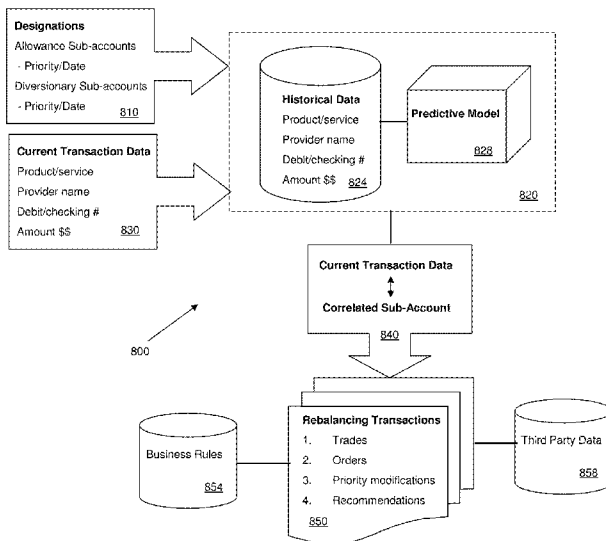 Designations
Allowance Sub-accounts
- Priority/Date
Diversionary Sub-accounts
- Priority/Date
810
Current Transaction Data
Product/service
Provider name
Debit/checking #
Amount $$
830
Historical Data
Product/service
Provider name
Debit/checking #
Amount $$ 824
Predictive Model
828
820
Current Transaction Data
Correlated Sub-Account
840
800
Rebalancing Transactions
1. Trades
2. Orders
3. Priority modifications
4. Recommendations
850
Business Rules
854
Third Party Data
858